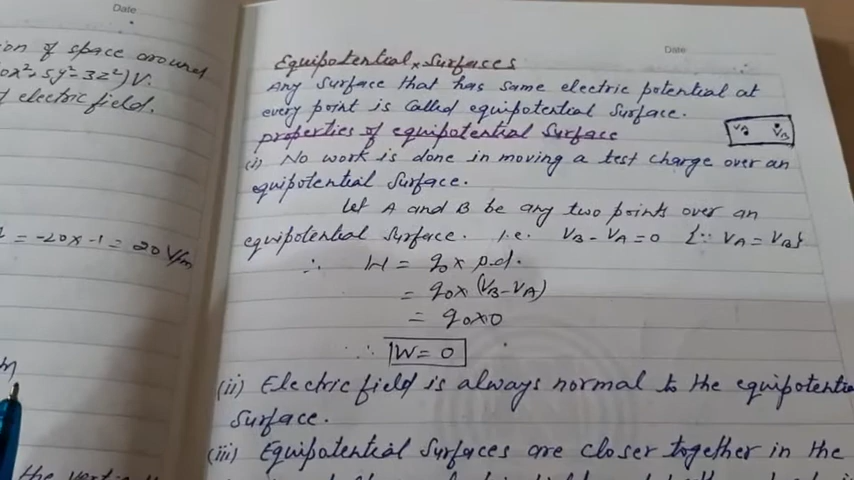 Date
ion of space around
0x²+5y²-3z²) V.
electric field.
= -20x-1 = 20 V/m
the
Date
Equipotential Surfaces
Any surface that has same electric potential at
every point is called equipotential surface.
properties of equipotential surface
VB VA
(i) No work is done in moving a test charge over an
equipotential surface.
Let A and B be any two points over an
equipotential surface. i.e. VB - VA = 0 {∵ VA = VB}
∴ W = q0 x p.d.
= q0 x (VB - VA)
= q0 x 0
∴ W = 0
(ii) Electric field is always normal to the equipotentia
surface.
(iii) Equipotential surfaces are closer together in the